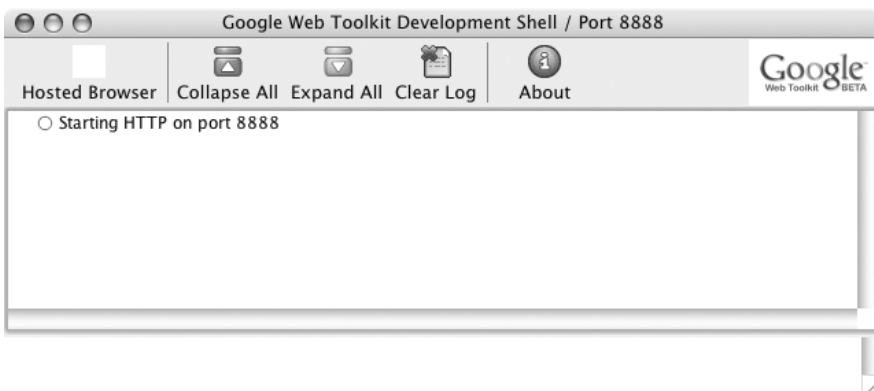 Google Web Toolkit Development Shell / Port 8888
Hosted Browser Collapse All Expand All Clear Log About
Google
Web Toolkit BETA
Starting HTTP on port 8888